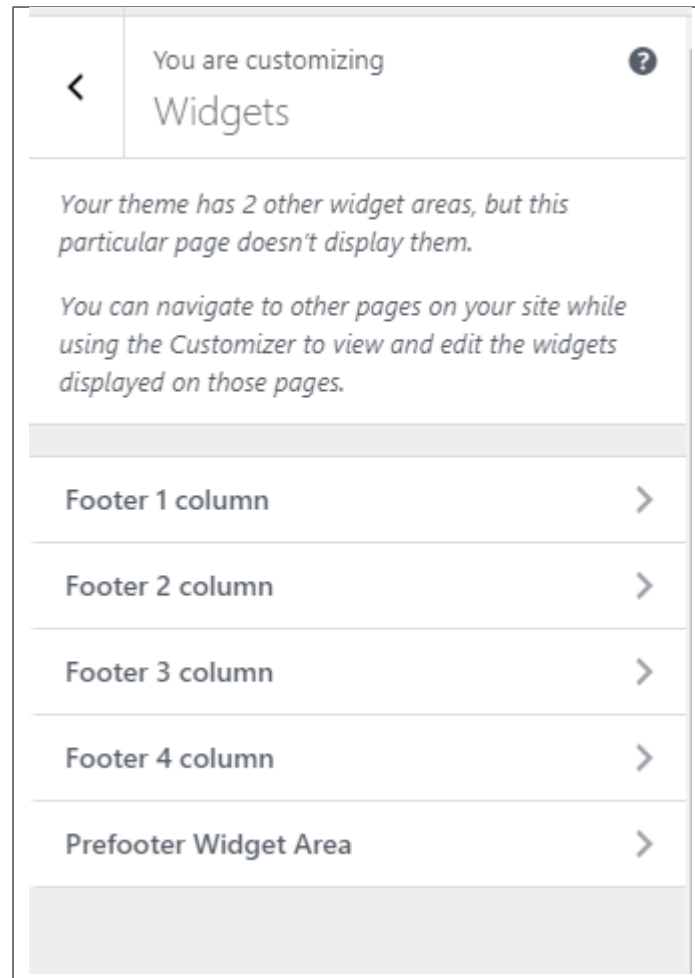 You are customizing
Widgets
Your theme has 2 other widget areas, but this
particular page doesn't display them.
You can navigate to other pages on your site while
using the Customizer to view and edit the widgets
displayed on those pages.
Footer 1 column
Footer 2 column
Footer 3 column
Footer 4 column
Prefooter Widget Area